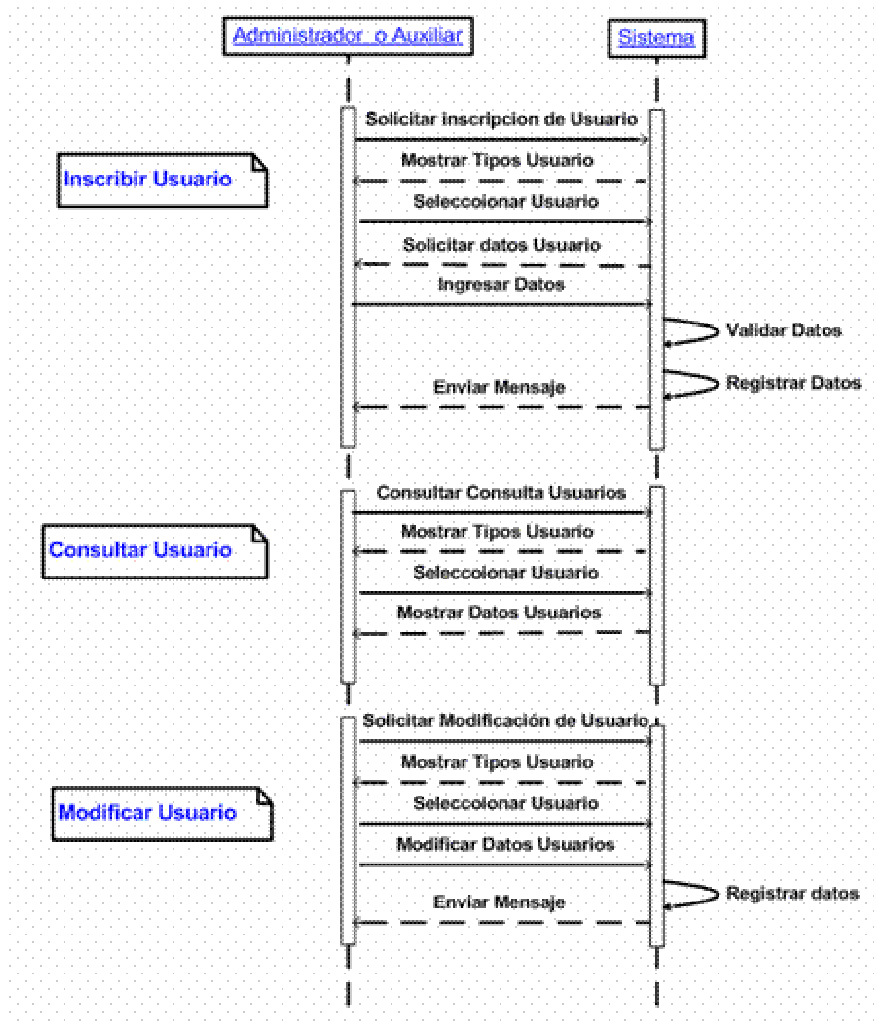 Administrador o Auxiliar
Sistema
Solicitar inscripcion de Usuario
Mostrar Tipos Usuario
Inscribir Usuario
Seleccoionar Usuario
Solicitar datos Usuario
Ingresar Datos
Validar Datos
Registrar Datos
Enviar Mensaje
Consultar Consulta Usuarios
Mostrar Tipos Usuario
Consultar Usuario
Seleccoionar Usuario
Mostrar Datos Usuarios
Solicitar Modificación de Usuario
Mostrar Tipos Usuario
Seleccoionar Usuario
Modificar Usuario
Modificar Datos Usuarios
Registrar datos
Enviar Mensaje